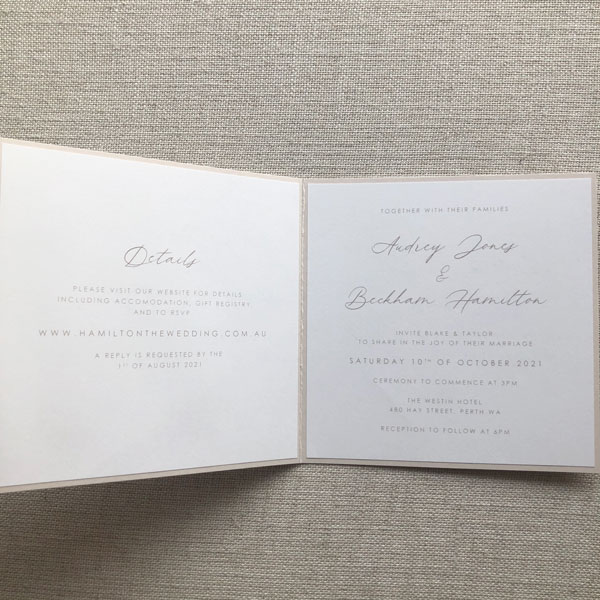 Details
PLEASE VISIT OUR WEBSITE FOR DETAILS
INCLUDING ACCOMODATION, GIFT REGISTRY
AND TO RSVP
WWW.HAMILTONTHEWEDDING.COM.AU
A REPLY IS REQUESTED BY THE
1ST OF AUGUST 2021
TOGETHER WITH THEIR FAMILIES
Audrey Jones
&
Beckham Hamilton
INVITE BLAKE & TAYLOR
TO SHARE IN THE JOY OF THEIR MARRIAGE
SATURDAY 10TH OF OCTOBER 2021
CEREMONY TO COMMENCE AT 3PM
THE WESTIN HOTEL
480 HAY STREET, PERTH WA
RECEPTION TO FOLLOW AT 6PM